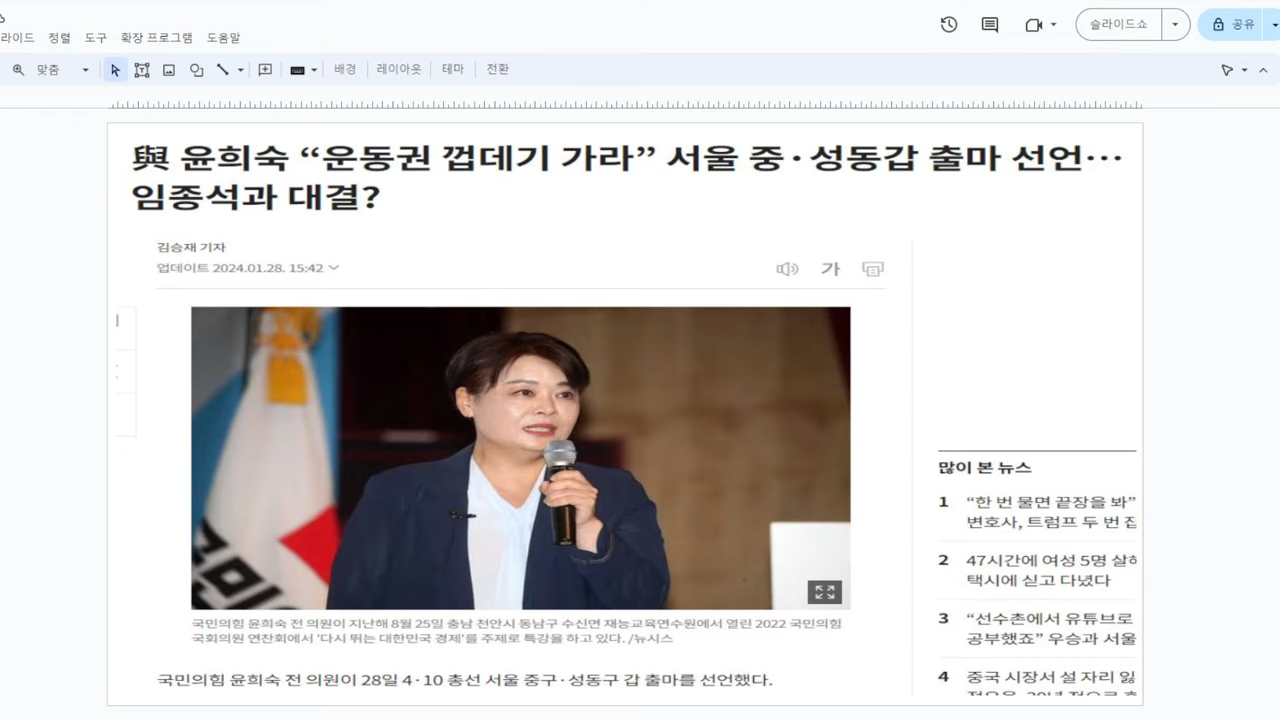 라이드 정렬 도구 확장 프로그램 도움말
슬라이드쇼
공유
맞춤
배경 레이아웃 테마 전환
與 윤희숙 “운동권 껍데기 가라” 서울 중·성동갑 출마 선언…
임종석과 대결?
김승재 기자
업데이트 2024.01.28. 15:42
가
국민의힘 윤희숙 전 의원이 지난해 8월 25일 충남 천안시 동남구 수신면 재능교육연수원에서 열린 2022 국민의힘
국회의원 연찬회에서 '다시 뛰는 대한민국 경제'를 주제로 특강을 하고 있다. /뉴시스
국민의힘 윤희숙 전 의원이 28일 4·10 총선 서울 중구·성동구 갑 출마를 선언했다.
많이 본 뉴스
1 “한 번 물면 끝장을 봐”
변호사, 트럼프 두 번
2 47시간에 여성 5명
택시에 싣고 다녔다
3 “선수촌에서 유튜브로
공부했죠” 우승과 서울
4 중국 시장서 설 자리 잃